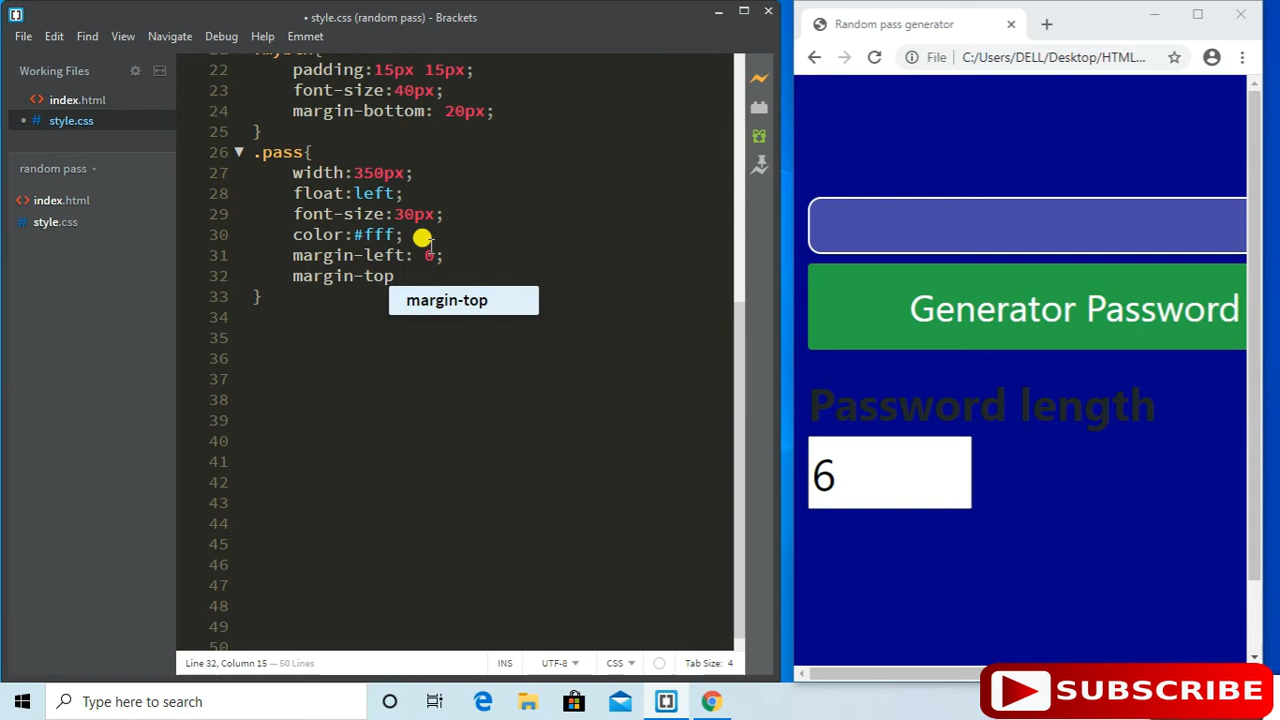 • style.css (random pass) - Brackets
File Edit Find View Navigate Debug Help Emmet
Working Files
index.html
• # style.css
random pass
index.html
style.css
22 padding:15px 15px;
23 font-size:40px;
24 margin-bottom: 20px;
25 }
26 .pass{
27 width:350px;
28 float:left;
29 font-size:30px;
30 color:#fff;
31 margin-left: 0;
32 margin-top
margin-top
33 }
34
35
36
37
38
39
40
41
42
43
44
45
46
47
48
49
50
Line 32, Column 15 — 50 Lines
INS UTF-8 CSS Tab Size: 4
Random pass generator
File C:/Users/DELL/Desktop/HTML...
Generator Password
Password length
6
Type here to search
SUBSCRIBE